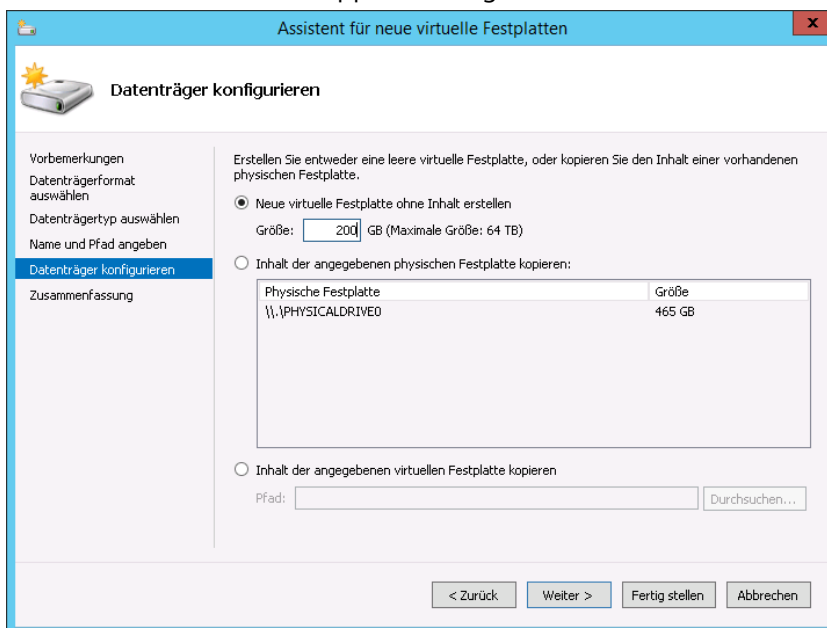 Assistent für neue virtuelle Festplatten
x
Datenträger konfigurieren
Vorbemerkungen
Datenträgerformat
auswählen
Datenträgertyp auswählen
Name und Pfad angeben
Datenträger konfigurieren
Zusammenfassung
Erstellen Sie entweder eine leere virtuelle Festplatte, oder kopieren Sie den Inhalt einer vorhandenen
physischen Festplatte.
Neue virtuelle Festplatte ohne Inhalt erstellen
Größe: 200 GB (Maximale Größe: 64 TB)
Inhalt der angegebenen physischen Festplatte kopieren:
Physische Festplatte Größe
\\.\PHYSICALDRIVE0 465 GB
Inhalt der angegebenen virtuellen Festplatte kopieren
Pfad: Durchsuchen...
< Zurück Weiter > Fertig stellen Abbrechen